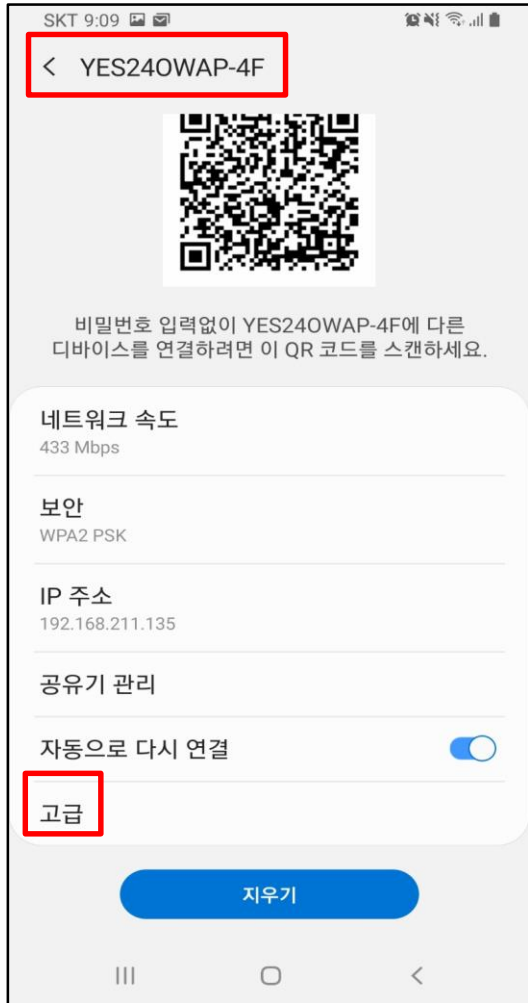 SKT 9:09
YES24OWAP-4F
비밀번호 입력없이 YES24OWAP-4F에 다른
디바이스를 연결하려면 이 QR 코드를 스캔하세요.
네트워크 속도
433 Mbps
보안
WPA2 PSK
IP 주소
192.168.211.135
공유기 관리
자동으로 다시 연결
고급
지우기